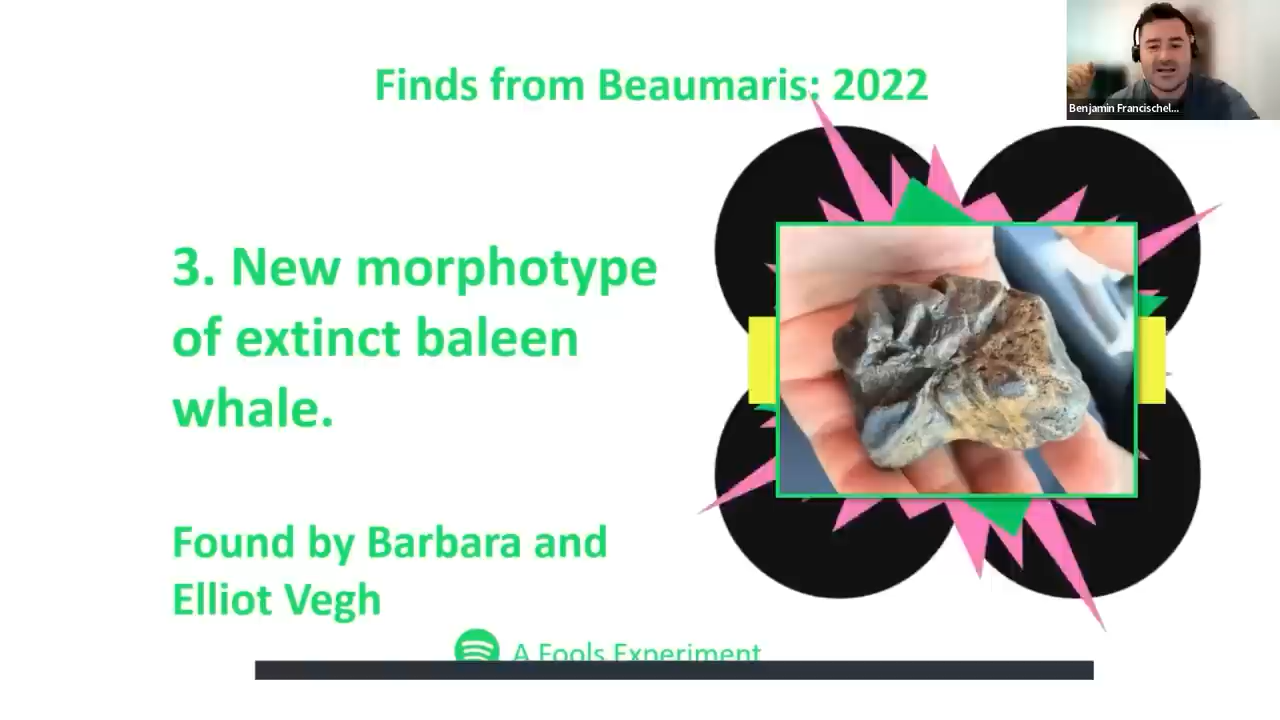 Finds from Beaumaris: 2022
Benjamin Francischel...
3. New morphotype
of extinct baleen
whale.
Found by Barbara and
Elliot Vegh
A Fools Experiment